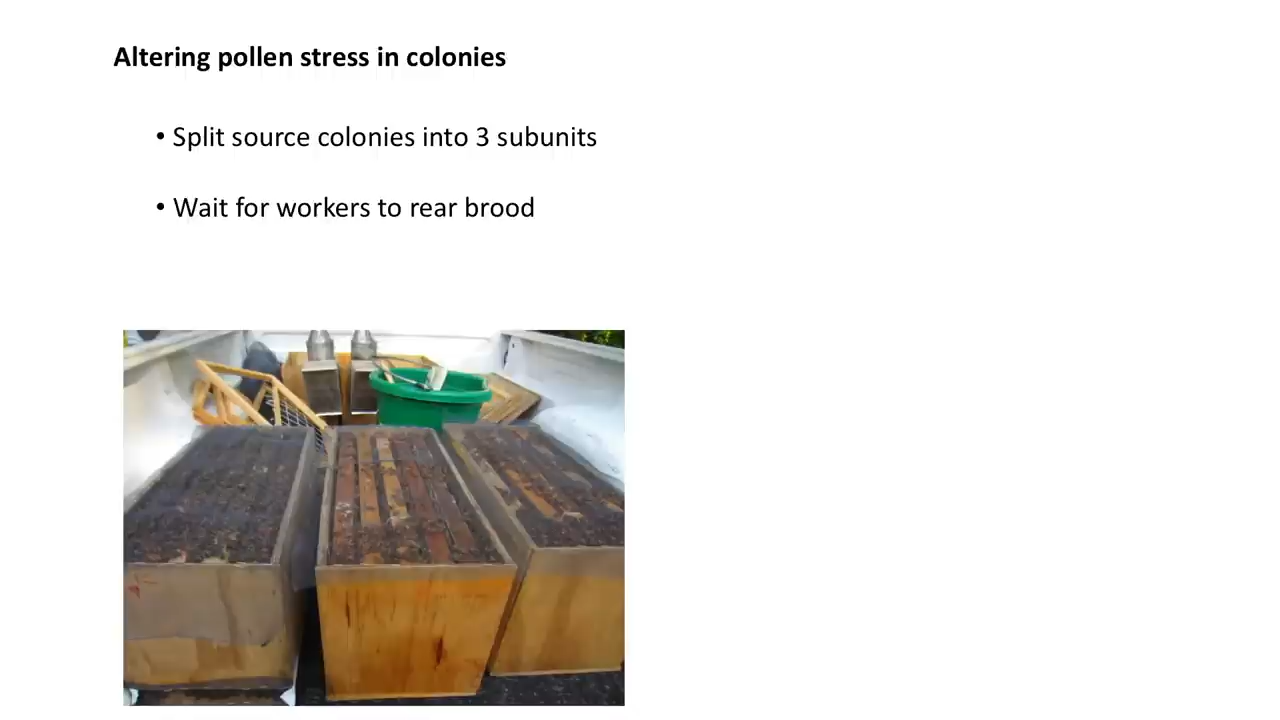 Altering pollen stress in colonies
• Split source colonies into 3 subunits
• Wait for workers to rear brood